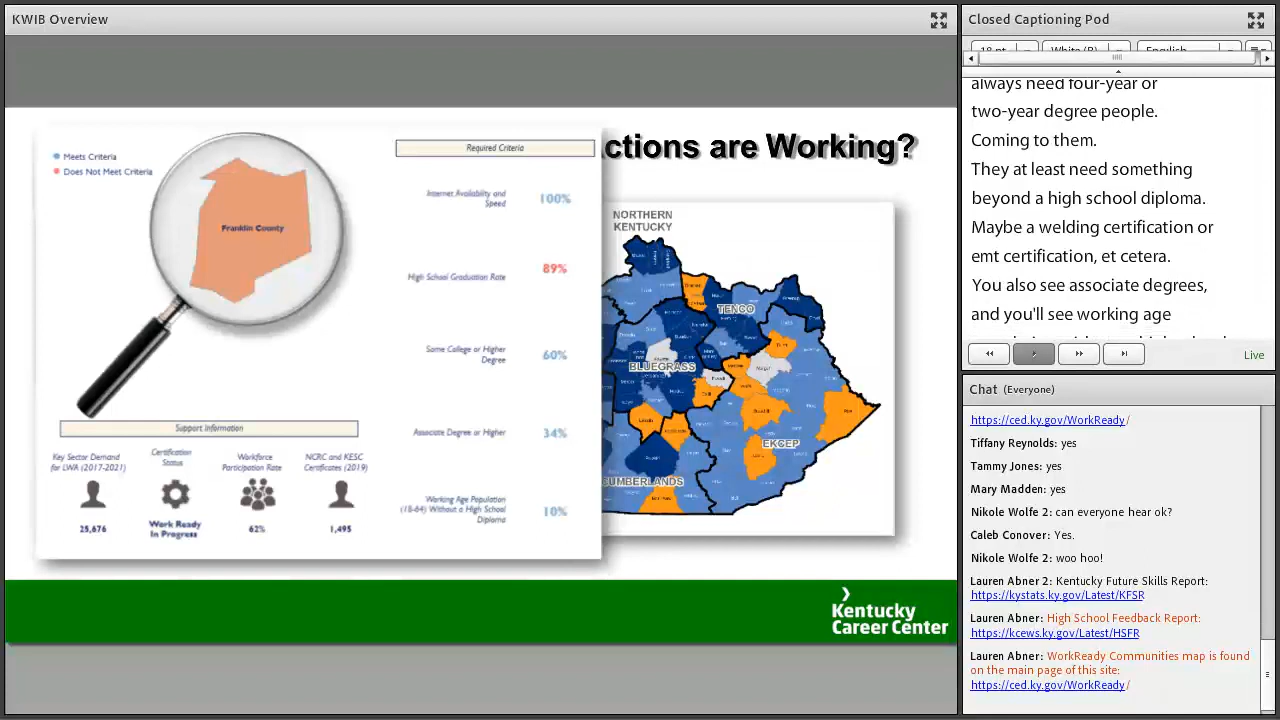 KWIB Overview
ctions are Working?
Meets Criteria
Does Not Meet Criteria
Franklin County
Required Criteria
Internet Availability and
Speed
100%
High School Graduation Rate
89%
Some College or Higher
Degree
60%
Associate Degree or Higher
34%
Working Age Population
(18-64) Without a High School
Diploma
10%
Support Information
Key Sector Demand
for LWA (2017-2021)
25,676
Certification
Status
Work Ready
In Progress
Workforce
Participation Rate
62%
NCRC and KESC
Certificates (2019)
1,495
NORTHERN
KENTUCKY
TENCO
BLUEGRASS
EKCEP
CUMBERLANDS
Kentucky
Career Center
Closed Captioning Pod
18 pt
White (B)
English
always need four-year or
two-year degree people.
Coming to them.
They at least need something
beyond a high school diploma.
Maybe a welding certification or
emt certification, et cetera.
You also see associate degrees,
and you'll see working age
Live
Chat (Everyone)
https://ced.ky.gov/WorkReady/
Tiffany Reynolds: yes
Tammy Jones: yes
Mary Madden: yes
Nikole Wolfe 2: can everyone hear ok?
Caleb Conover: Yes.
Nikole Wolfe 2: woo hoo!
Lauren Abner 2: Kentucky Future Skills Report:
https://kystats.ky.gov/Latest/KFSR
Lauren Abner: High School Feedback Report:
https://kcews.ky.gov/Latest/HSFR
Lauren Abner: WorkReady Communities map is found
on the main page of this site:
https://ced.ky.gov/WorkReady/